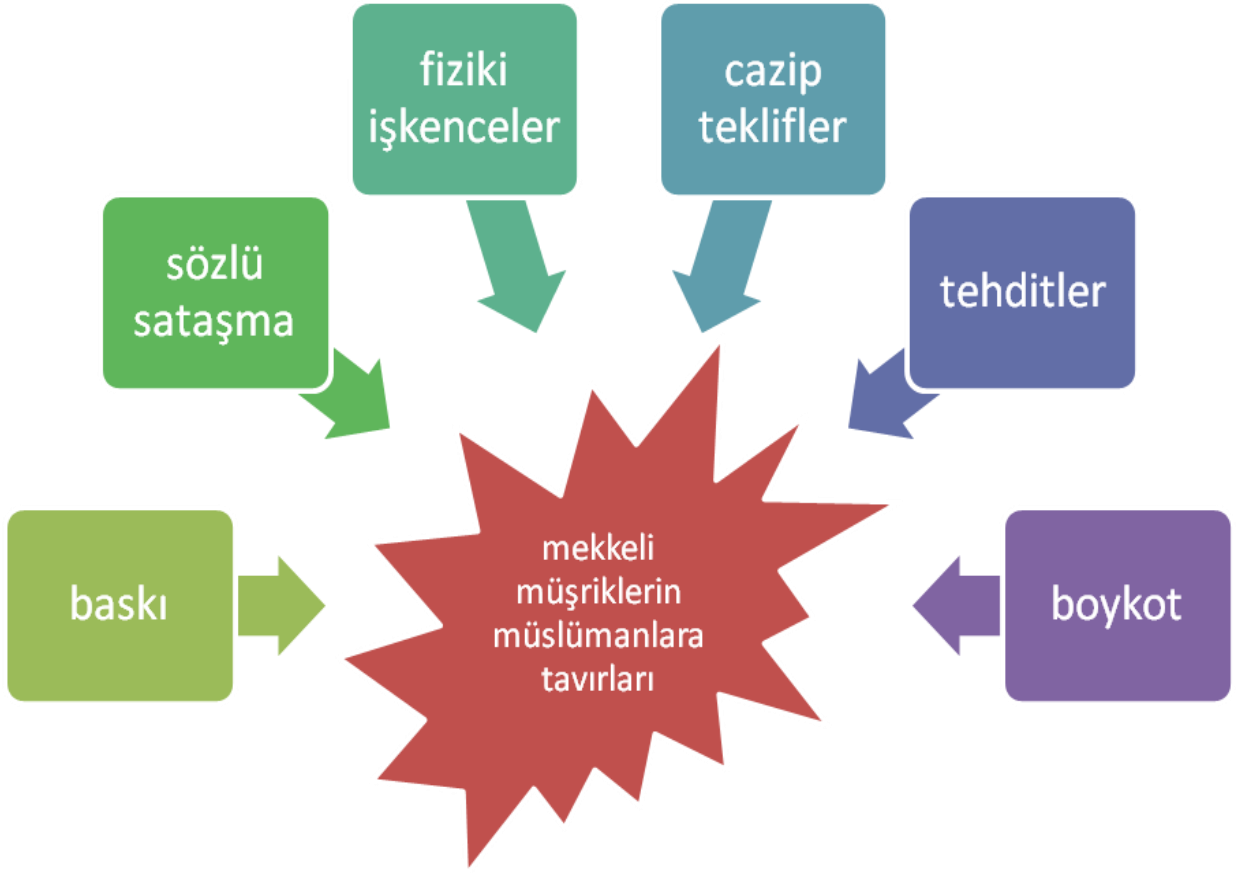 fiziki
işkenceler
cazip
teklifler
sözlü
sataşma
tehditler
baskı
mekkeli
müşriklerin
müslümanlara
tavırları
boykot